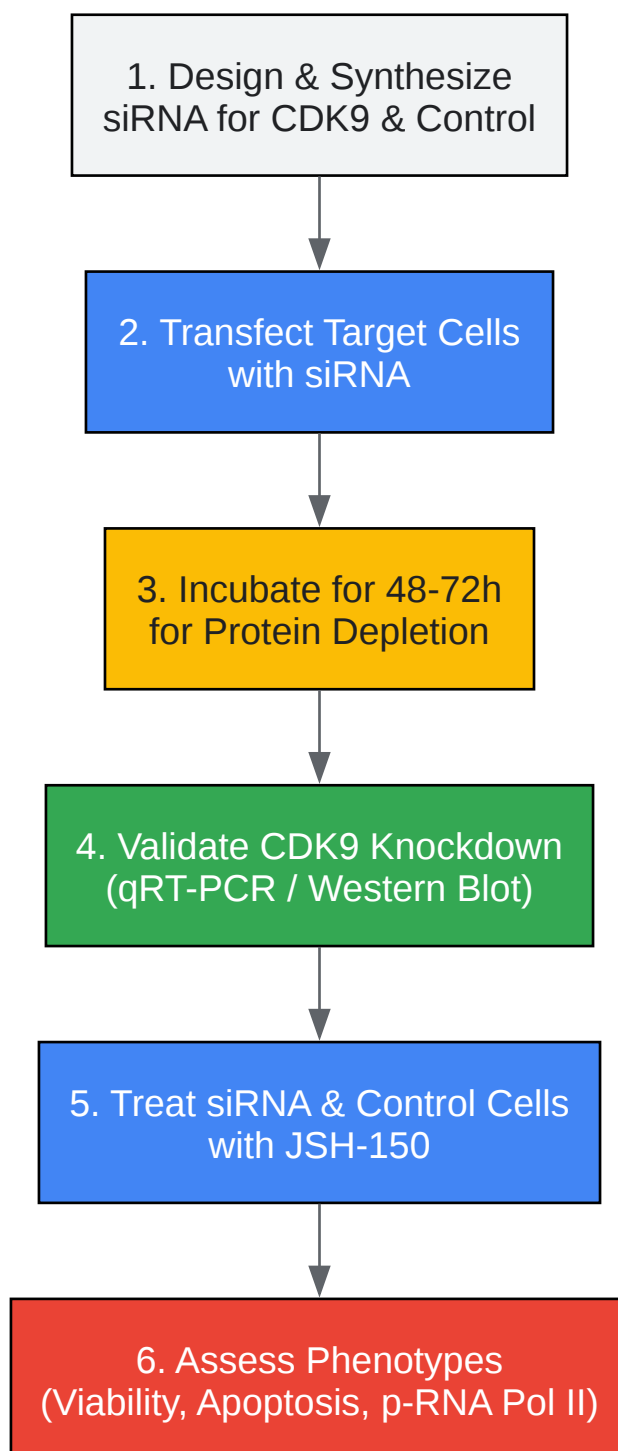 1. Design & Synthesize
siRNA for CDK9 & Control
2. Transfect Target Cells
with siRNA
3. Incubate for 48-72h
for Protein Depletion
4. Validate CDK9 Knockdown
(qRT-PCR / Western Blot)
5. Treat siRNA & Control Cells
with JSH-150
6. Assess Phenotypes
(Viability, Apoptosis, p-RNA Pol II)